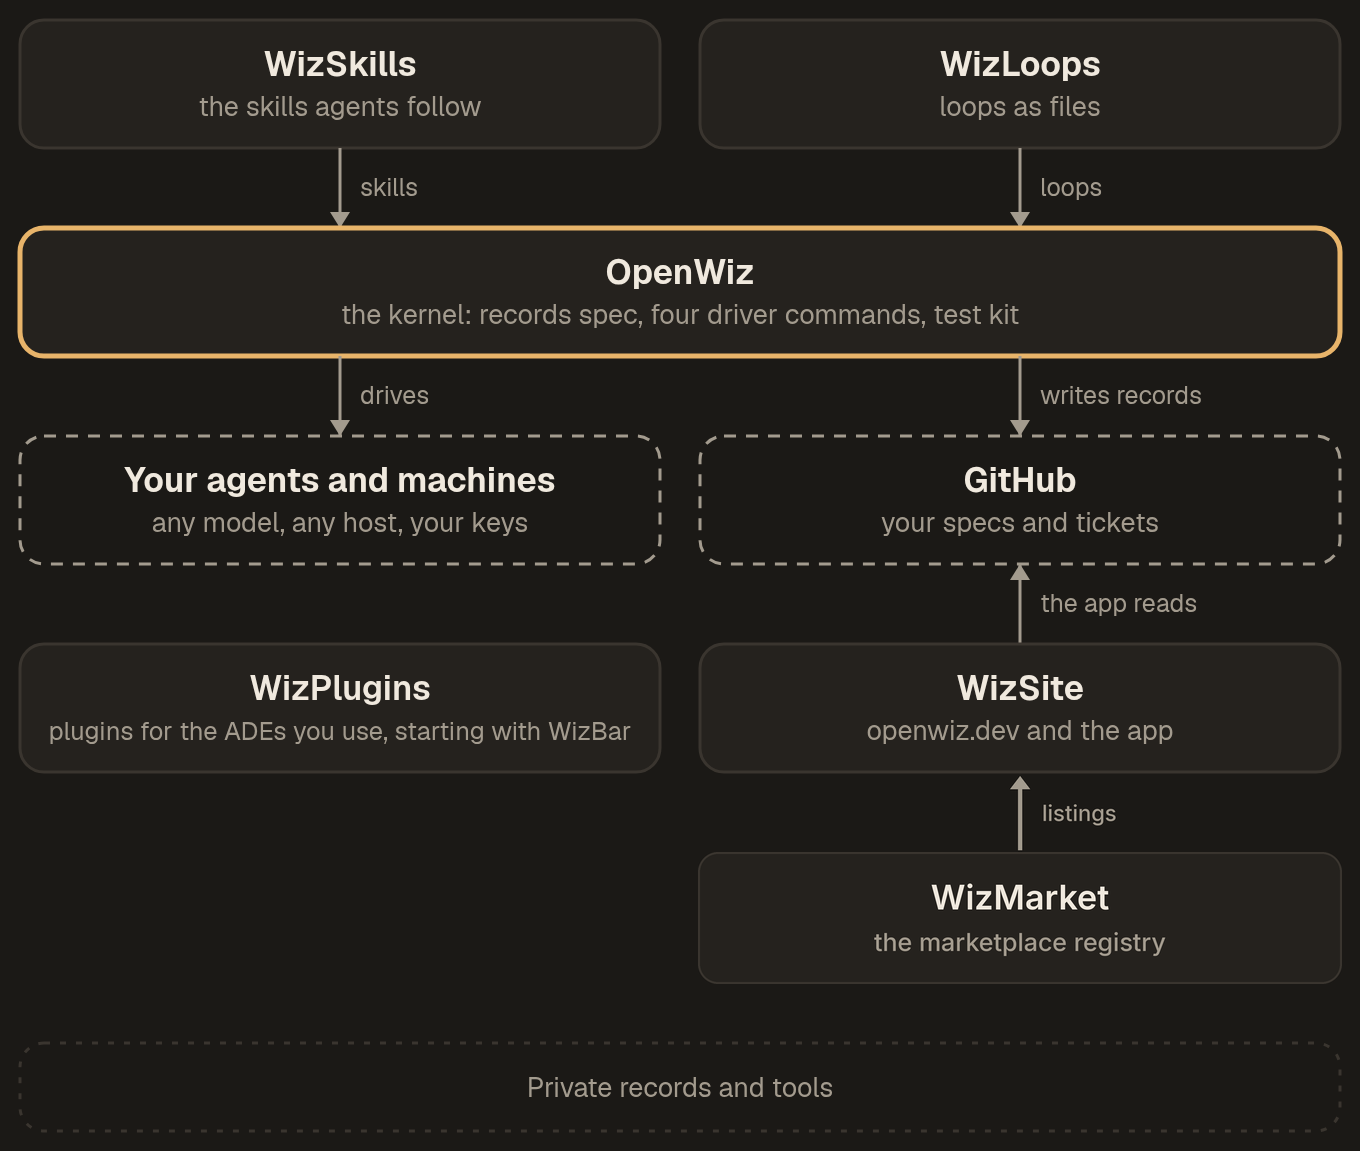 WizSkills
the skills agents follow
WizLoops
loops as files
skills
loops
OpenWiz
the kernel: records spec, four driver commands, test kit
drives
writes records
Your agents and machines
any model, any host, your keys
GitHub
your specs and tickets
the app reads
WizPlugins
plugins for the ADEs you use, starting with WizBar
WizSite
openwiz.dev and the app
listings
WizMarket
the marketplace registry
Private records and tools